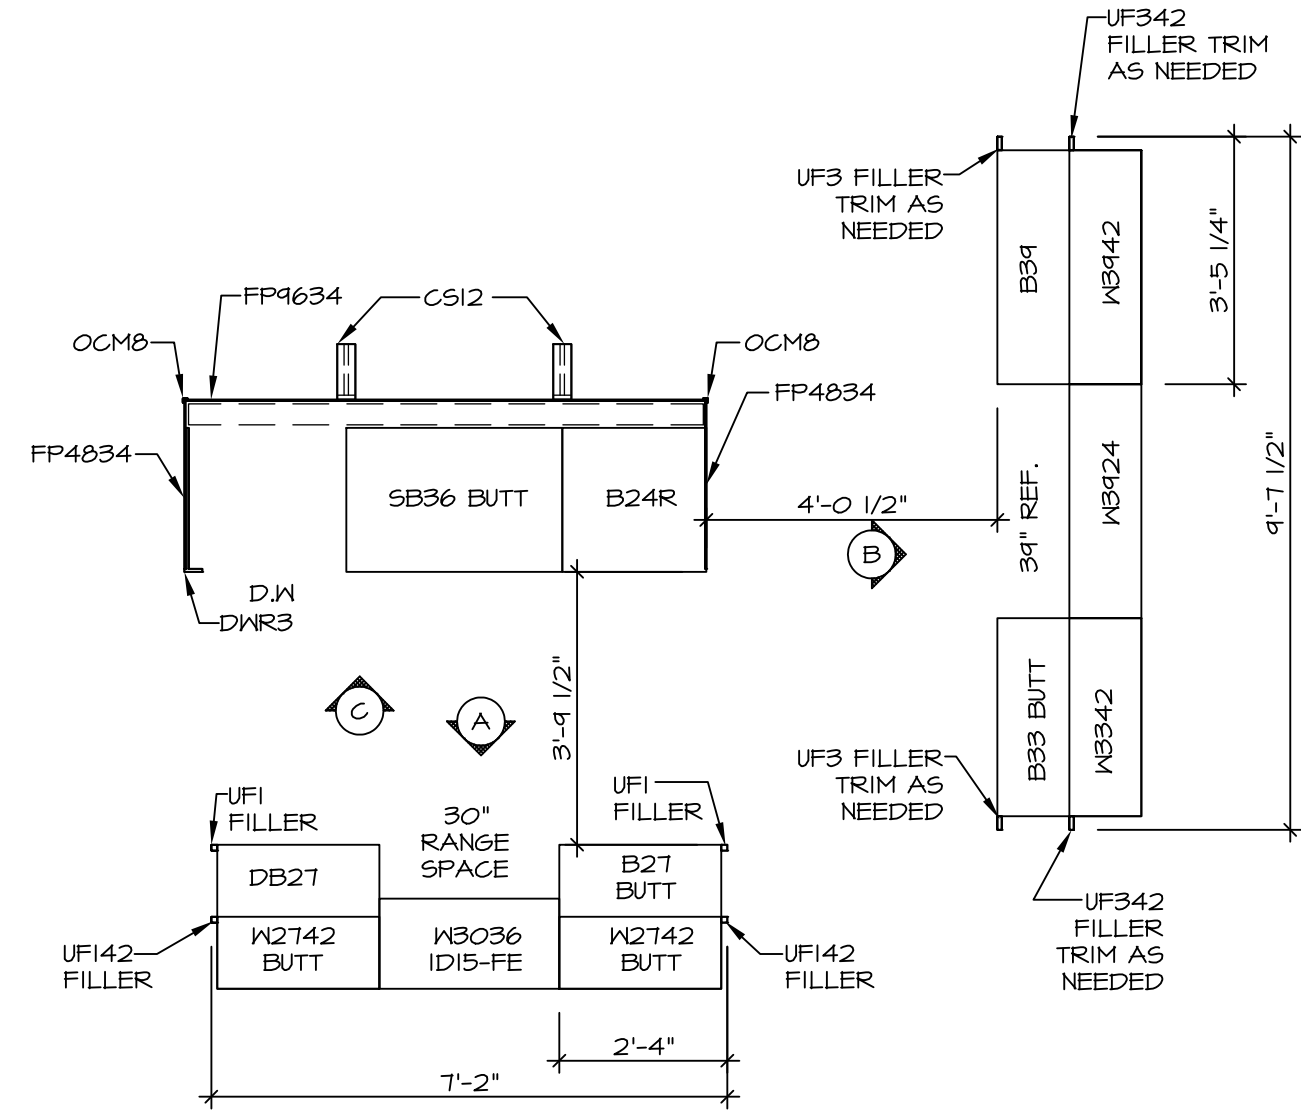 UF342
FILLER TRIM
AS NEEDED
UF3 FILLER
TRIM AS
NEEDED
B39
W3942
3'-5 1/4"
9'-7 1/2"
FP9634
CS12
OCM8
OCM8
FP4834
FP4834
SB36 BUTT
B24R
4'-0 1/2"
39" REF.
W3924
B
D.W
DWR3
C
A
3'-9 1/2"
B33 BUTT
W3342
UF3 FILLER
TRIM AS
NEEDED
UF1
FILLER
UF1
FILLER
30"
RANGE
SPACE
DB27
B27
BUTT
W2742
BUTT
W3036
1D15-FE
W2742
BUTT
UF142
FILLER
UF142
FILLER
UF342
FILLER
TRIM AS
NEEDED
2'-4"
7'-2"